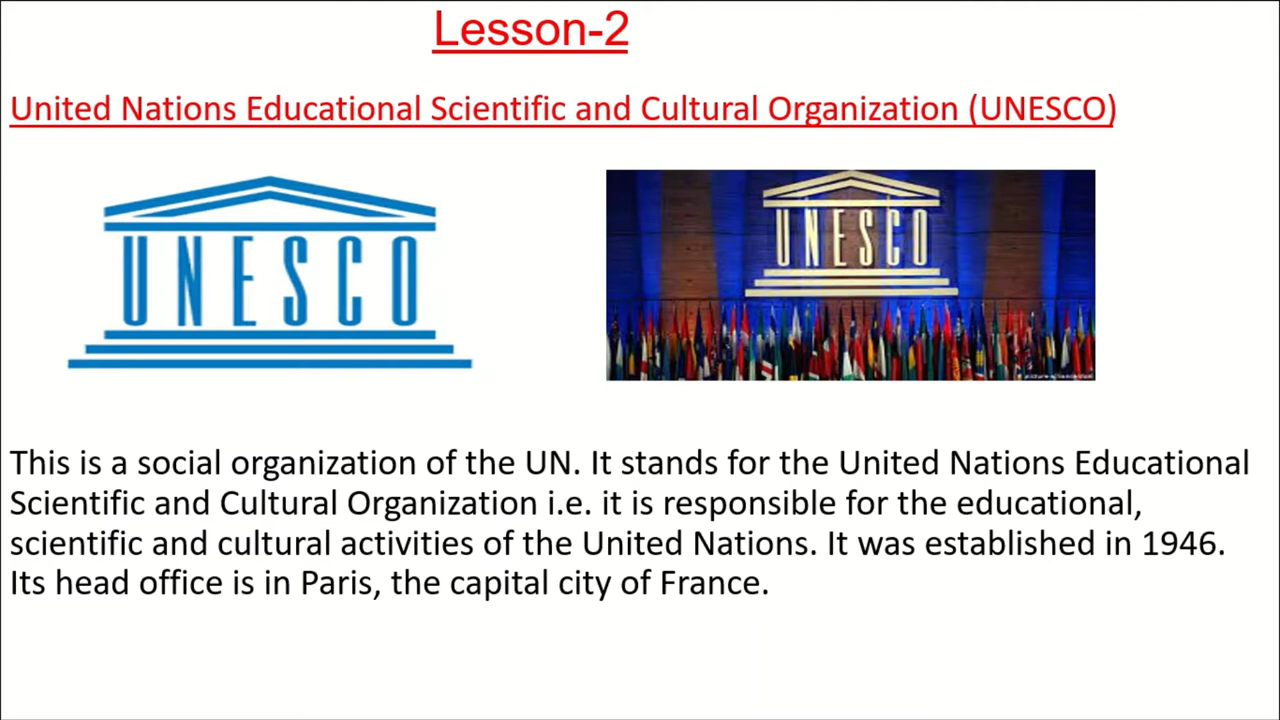 Lesson-2
United Nations Educational Scientific and Cultural Organization (UNESCO)
UNESCO
UNESCO
This is a social organization of the UN. It stands for the United Nations Educational
Scientific and Cultural Organization i.e. it is responsible for the educational,
scientific and cultural activities of the United Nations. It was established in 1946.
Its head office is in Paris, the capital city of France.